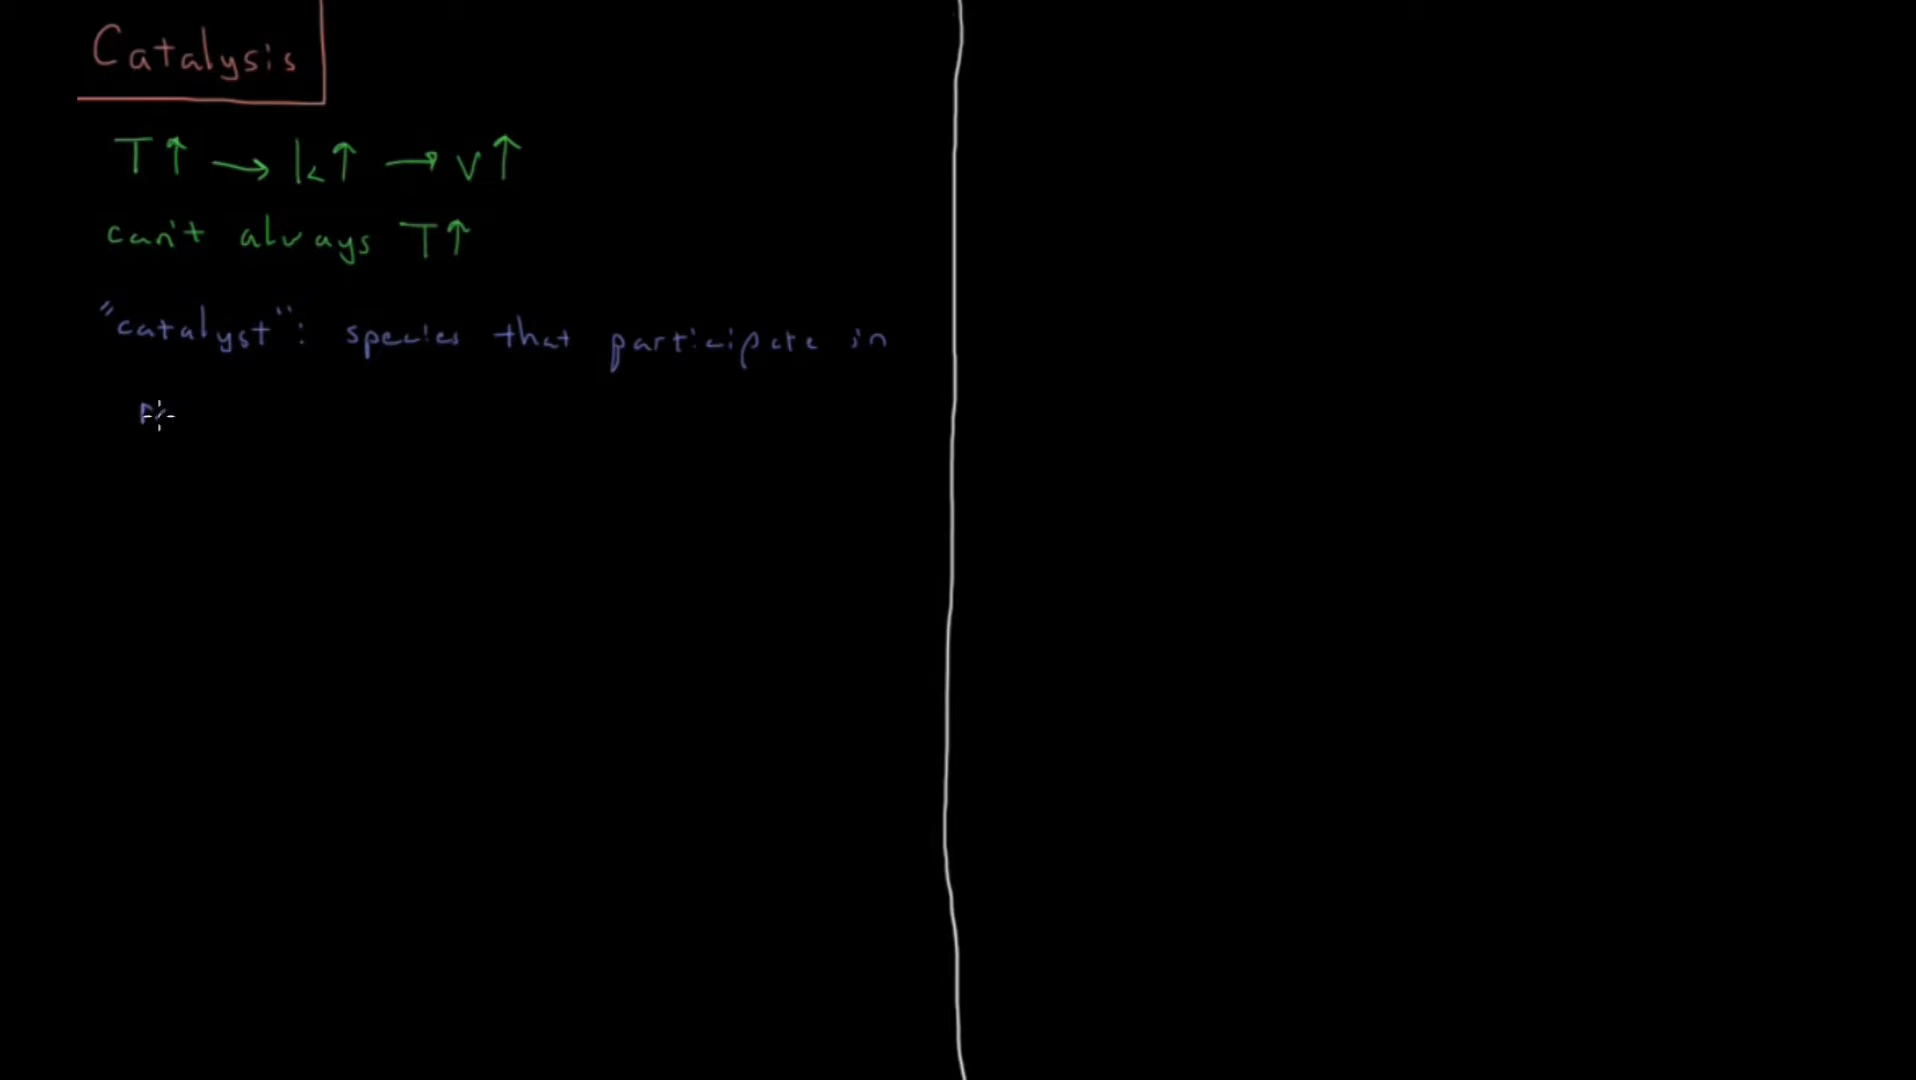 Catalysis
T↑ → k↑ → v↑
can't always T↑
"catalyst": species that participate in